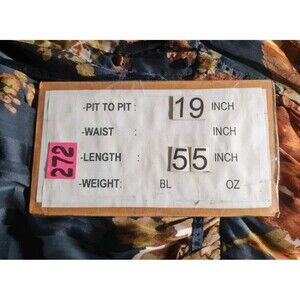 -PIT TO PIT : 19 INCH
-WAIST : INCH
272
-LENGTH : 55 INCH
-WEIGHT: BL OZ